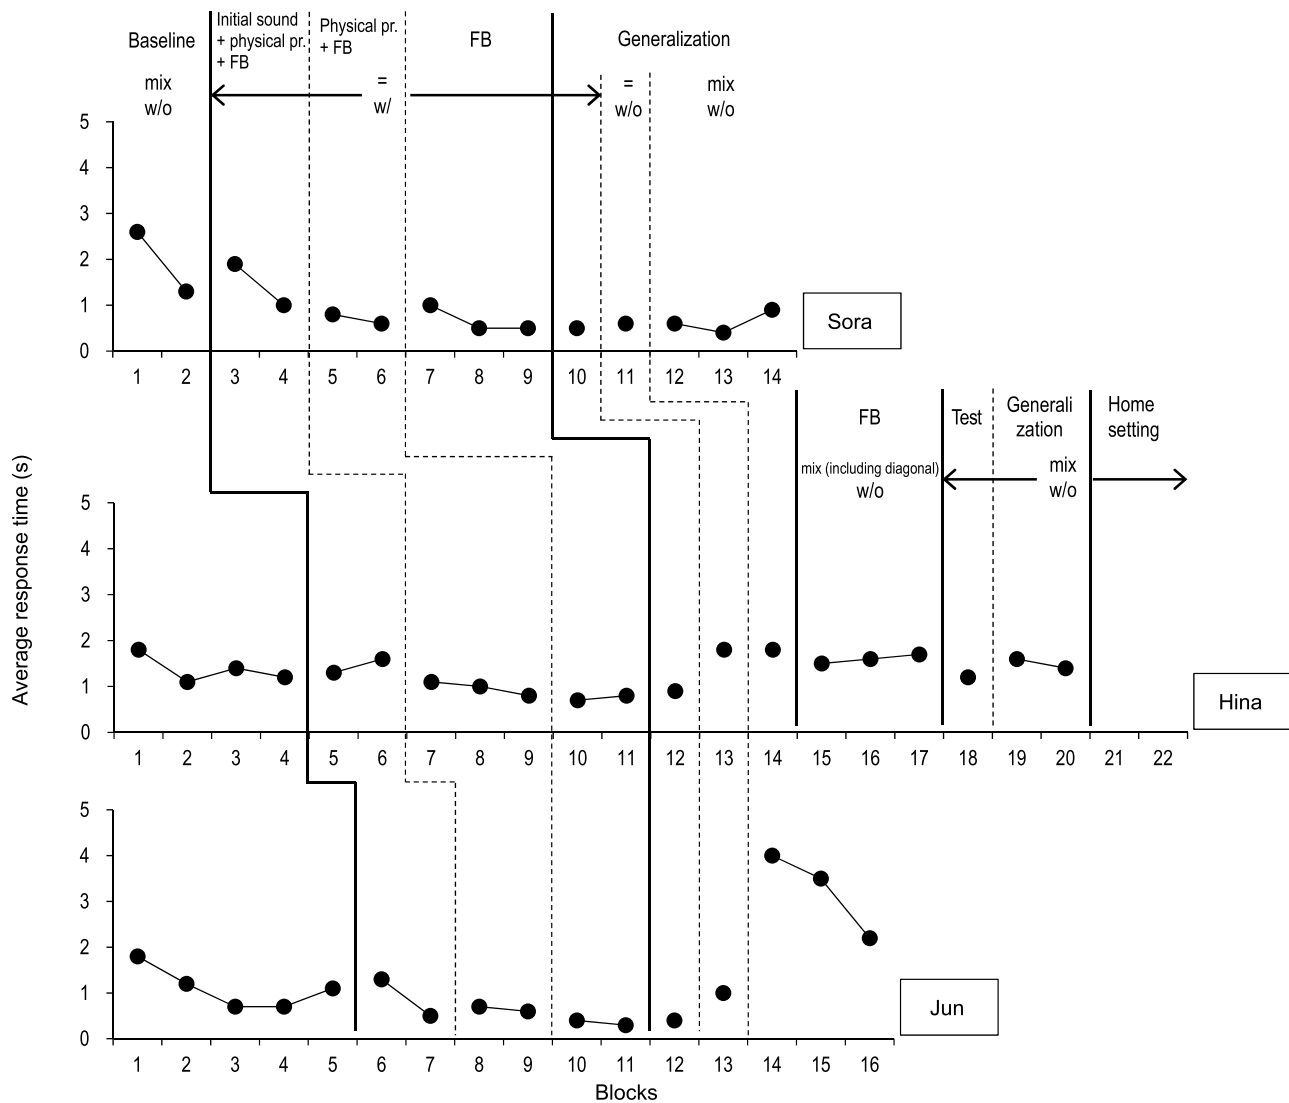 Baseline
Initial sound
+ physical pr.
+ FB
Physical pr.
+ FB
FB
Generalization
mix
w/o
=
w/
=
w/o
mix
w/o
5
4
3
2
1
0
1 2 3 4 5 6 7 8 9 10 11 12 13 14
Sora
FB
Test
Generali
zation
Home
setting
mix (including diagonal)
w/o
mix
w/o
Average response time (s)
5
4
3
2
1
0
1 2 3 4 5 6 7 8 9 10 11 12 13 14 15 16 17 18 19 20 21 22
Hina
5
4
3
2
1
0
1 2 3 4 5 6 7 8 9 10 11 12 13 14 15 16
Jun
Blocks